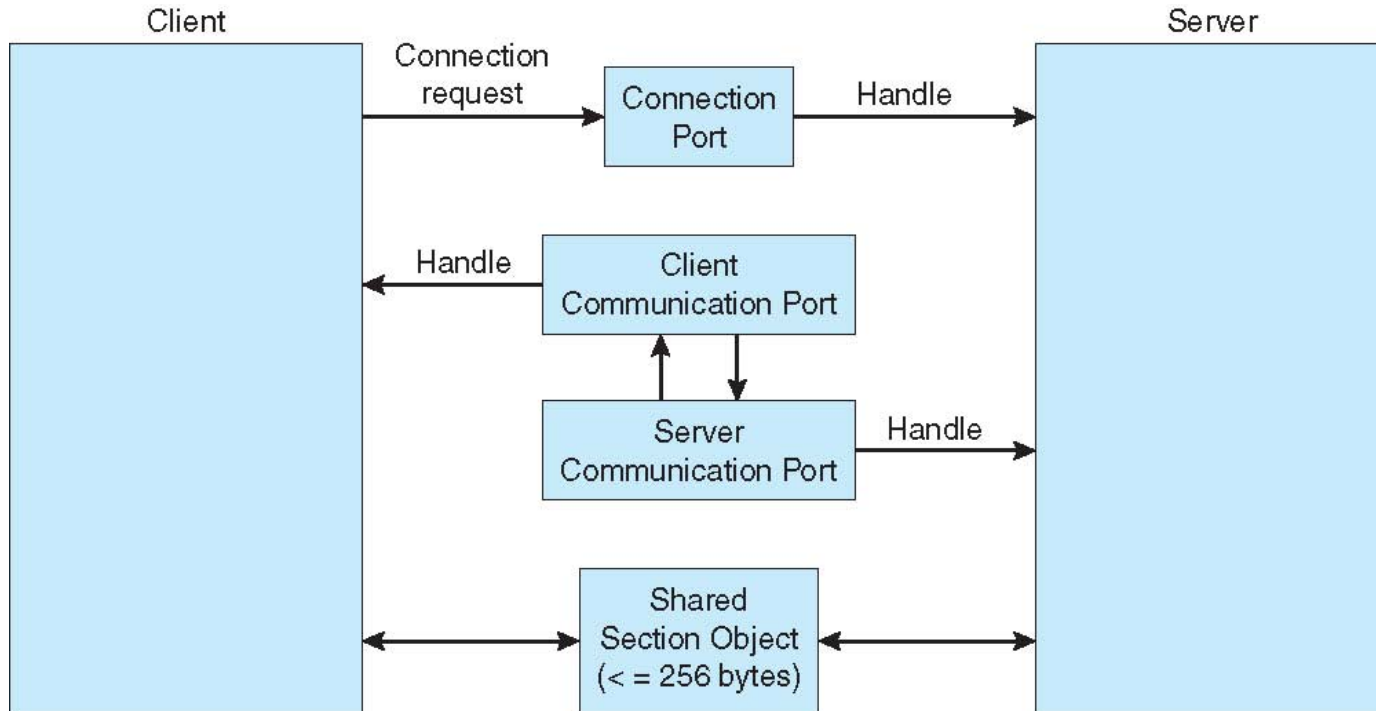 Client
Server
Connection
request
Connection
Port
Handle
Handle
Client
Communication Port
Server
Communication Port
Handle
Shared
Section Object
(< = 256 bytes)